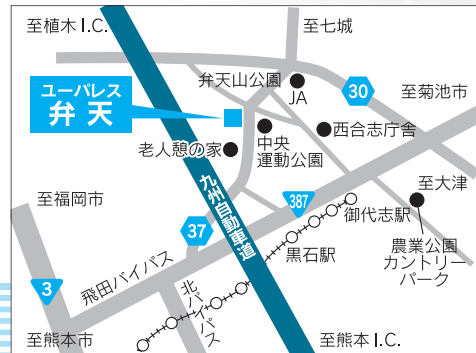 至植木 I.C.
至七城
弁天山公園
JA
30
至菊池市
ユーパレス
弁天
中央
運動公園
西合志庁舎
老人憩の家
至大津
至福岡市
九州自動車道
387
御代志駅
37
黒石駅
農業公園
カントリー
パーク
飛田バイパス
3
北バイパス
至熊本市
至熊本 I.C.